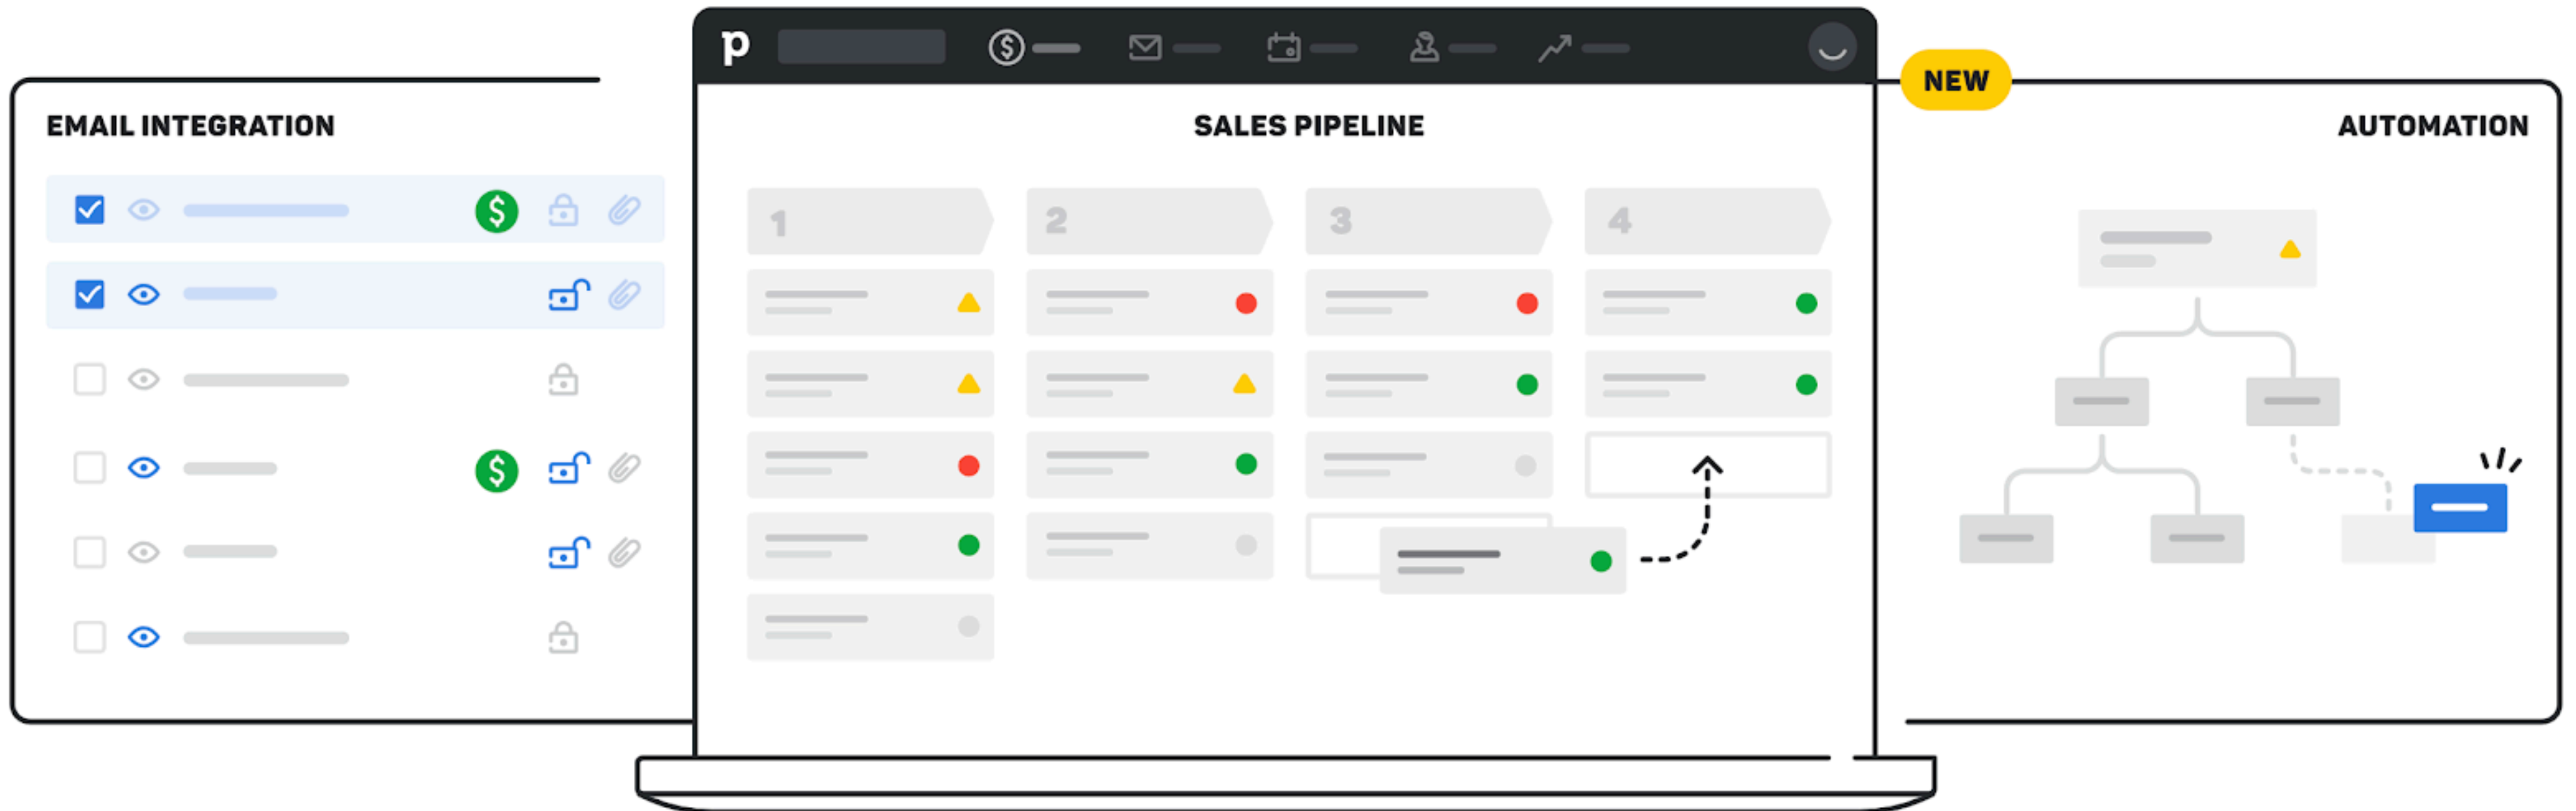 p
NEW
EMAIL INTEGRATION
SALES PIPELINE
AUTOMATION
1 2 3 4